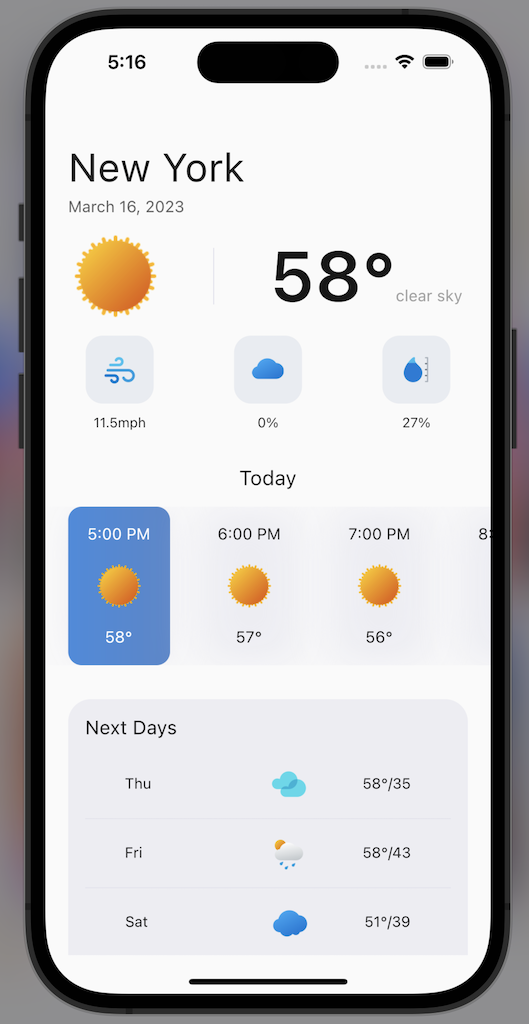 5:16
New York
March 16, 2023
58°
clear sky
11.5mph 0% 27%
Today
5:00 PM 6:00 PM 7:00 PM 8:
58° 57° 56°
Next Days
Thu 58°/35
Fri 58°/43
Sat 51°/39